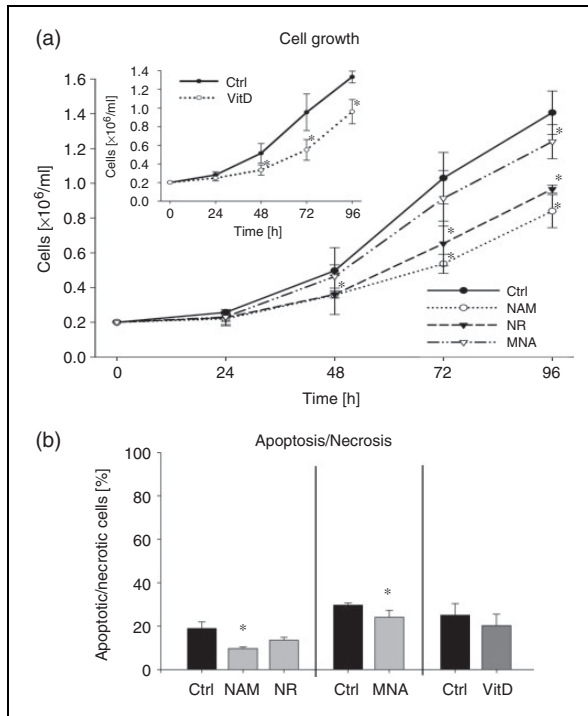 (a)
Cell growth
Cells [×10⁶/ml]
1.6
1.4
1.2
1.0
0.8
0.6
0.4
0.2
0.0
0
24
48
72
96
Time [h]
Cells [×10⁶/ml]
1.4
1.2
1.0
0.8
0.6
0.4
0.2
0.0
Ctrl
VitD
*
*
*
0
24
48
72
96
Time [h]
*
*
*
*
*
*
Ctrl
NAM
NR
MNA
(b)
Apoptosis/Necrosis
Apoptotic/necrotic cells [%]
100
80
60
40
20
0
*
*
Ctrl NAM NR
Ctrl MNA
Ctrl VitD